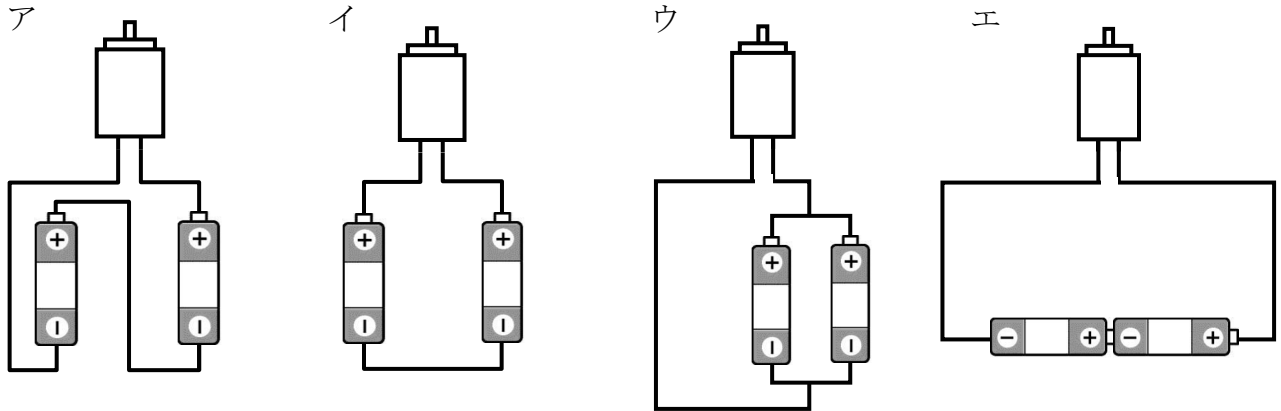 ア イ ウ エ
+ + + +
+ +
− + − +
− − − −
− −